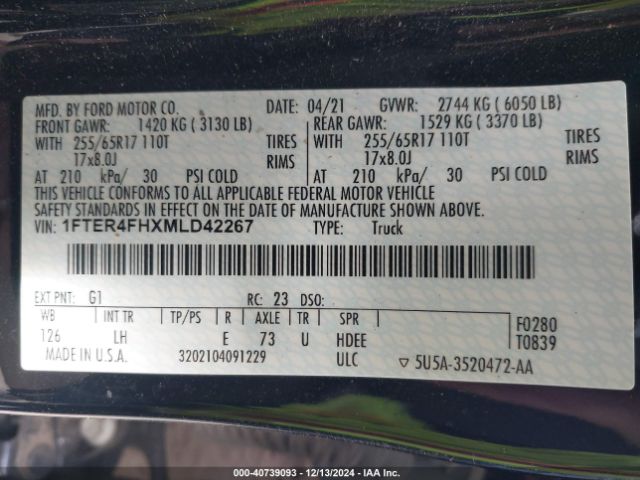 MFD. BY FORD MOTOR CO. DATE: 04/21 GVWR: 2744 KG ( 6050 LB)
FRONT GAWR: 1420 KG ( 3130 LB) REAR GAWR: 1529 KG ( 3370 LB)
WITH 255/65R17 110T TIRES WITH 255/65R17 110T TIRES
17x8.0J RIMS 17x8.0J RIMS
AT 210 kPa/ 30 PSI COLD AT 210 kPa/ 30 PSI COLD
THIS VEHICLE CONFORMS TO ALL APPLICABLE FEDERAL MOTOR VEHICLE
SAFETY STANDARDS IN EFFECT ON THE DATE OF MANUFACTURE SHOWN ABOVE.
VIN: 1FTER4FHXMLD42267 TYPE: Truck
EXT PNT: G1 RC: 23 DSO:
WB INT TR TP/PS R AXLE TR SPR F0280
126 LH E 73 U HDEE T0839
MADE IN U.S.A. 3202104091229 ULC ▽ 5U5A-3520472-AA
000-40739093 - 12/13/2024 - IAA Inc.